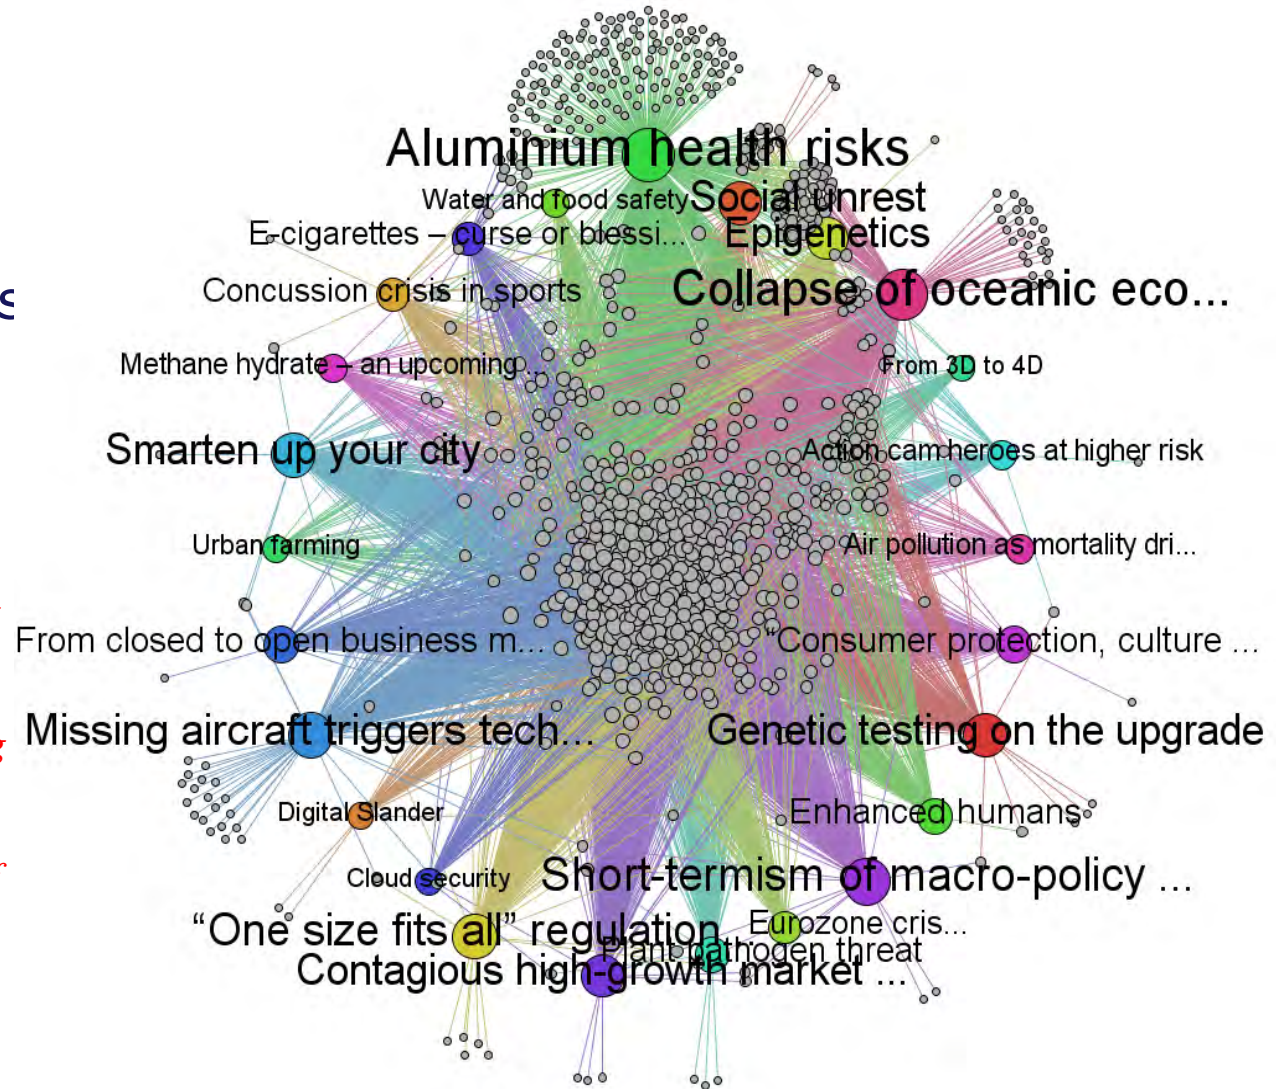 Aluminium health risks
Water and food safety
Social unrest
E-cigarettes – curse or blessi...
Epigenetics
Concussion crisis in sports
Collapse of oceanic eco...
Methane hydrate – an upcoming ...
From 3D to 4D
Smarten up your city
Action cam heroes at higher risk
Urban farming
Air pollution as mortality dri...
From closed to open business m...
“Consumer protection, culture ...
Missing aircraft triggers tech...
Genetic testing on the upgrade
Digital Slander
Enhanced humans
Cloud security
Short-termism of macro-policy ...
“One size fits all” regulation
Eurozone cris...
Plant pathogen threat
Contagious high-growth market ...